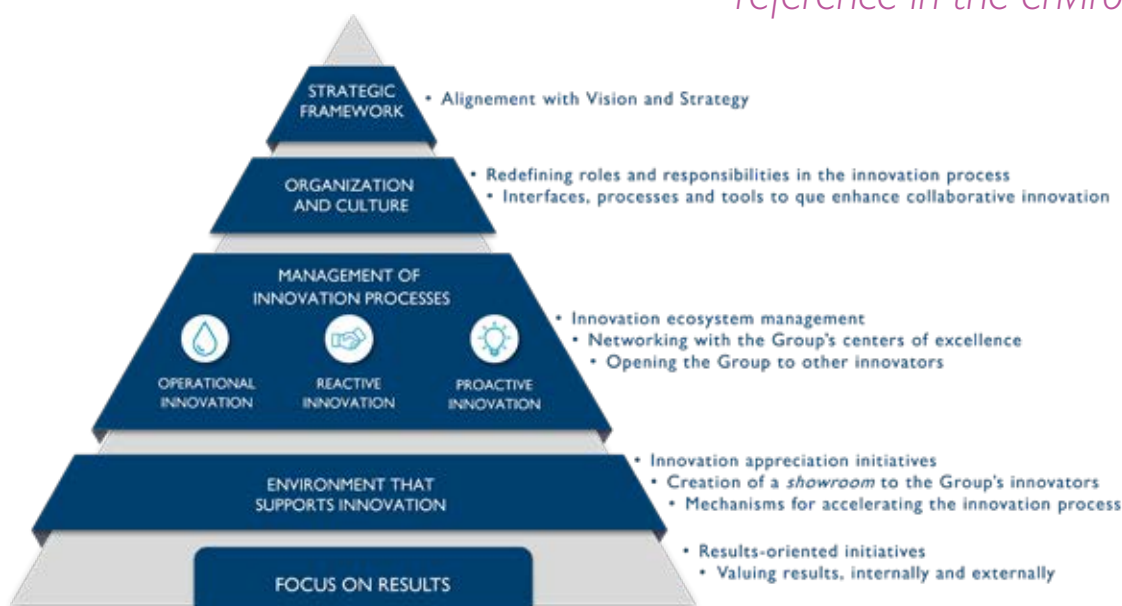 reference in the enviro
STRATEGIC
FRAMEWORK
• Alignement with Vision and Strategy
ORGANIZATION
AND CULTURE
• Redefining roles and responsibilities in the innovation process
• Interfaces, processes and tools to que enhance collaborative innovation
MANAGEMENT OF
INNOVATION PROCESSES
OPERATIONAL
INNOVATION
REACTIVE
INNOVATION
PROACTIVE
INNOVATION
• Innovation ecosystem management
• Networking with the Group's centers of excellence
• Opening the Group to other innovators
ENVIRONMENT THAT
SUPPORTS INNOVATION
• Innovation appreciation initiatives
• Creation of a showroom to the Group's innovators
• Mechanisms for accelerating the innovation process
FOCUS ON RESULTS
• Results-oriented initiatives
• Valuing results, internally and externally